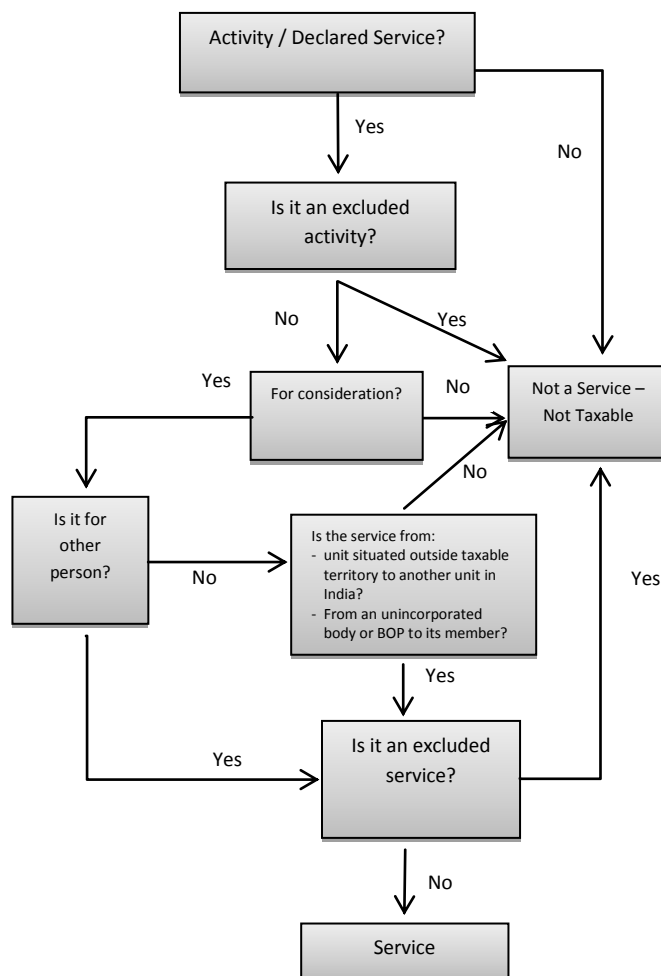 Activity / Declared Service?
Yes
No
Is it an excluded
activity?
No
Yes
Yes
For consideration?
No
Not a Service –
Not Taxable
No
Is it for
other
person?
No
Is the service from:
- unit situated outside taxable
territory to another unit in
India?
- From an unincorporated
body or BOP to its member?
Yes
Yes
Is it an excluded
service?
Yes
No
Service